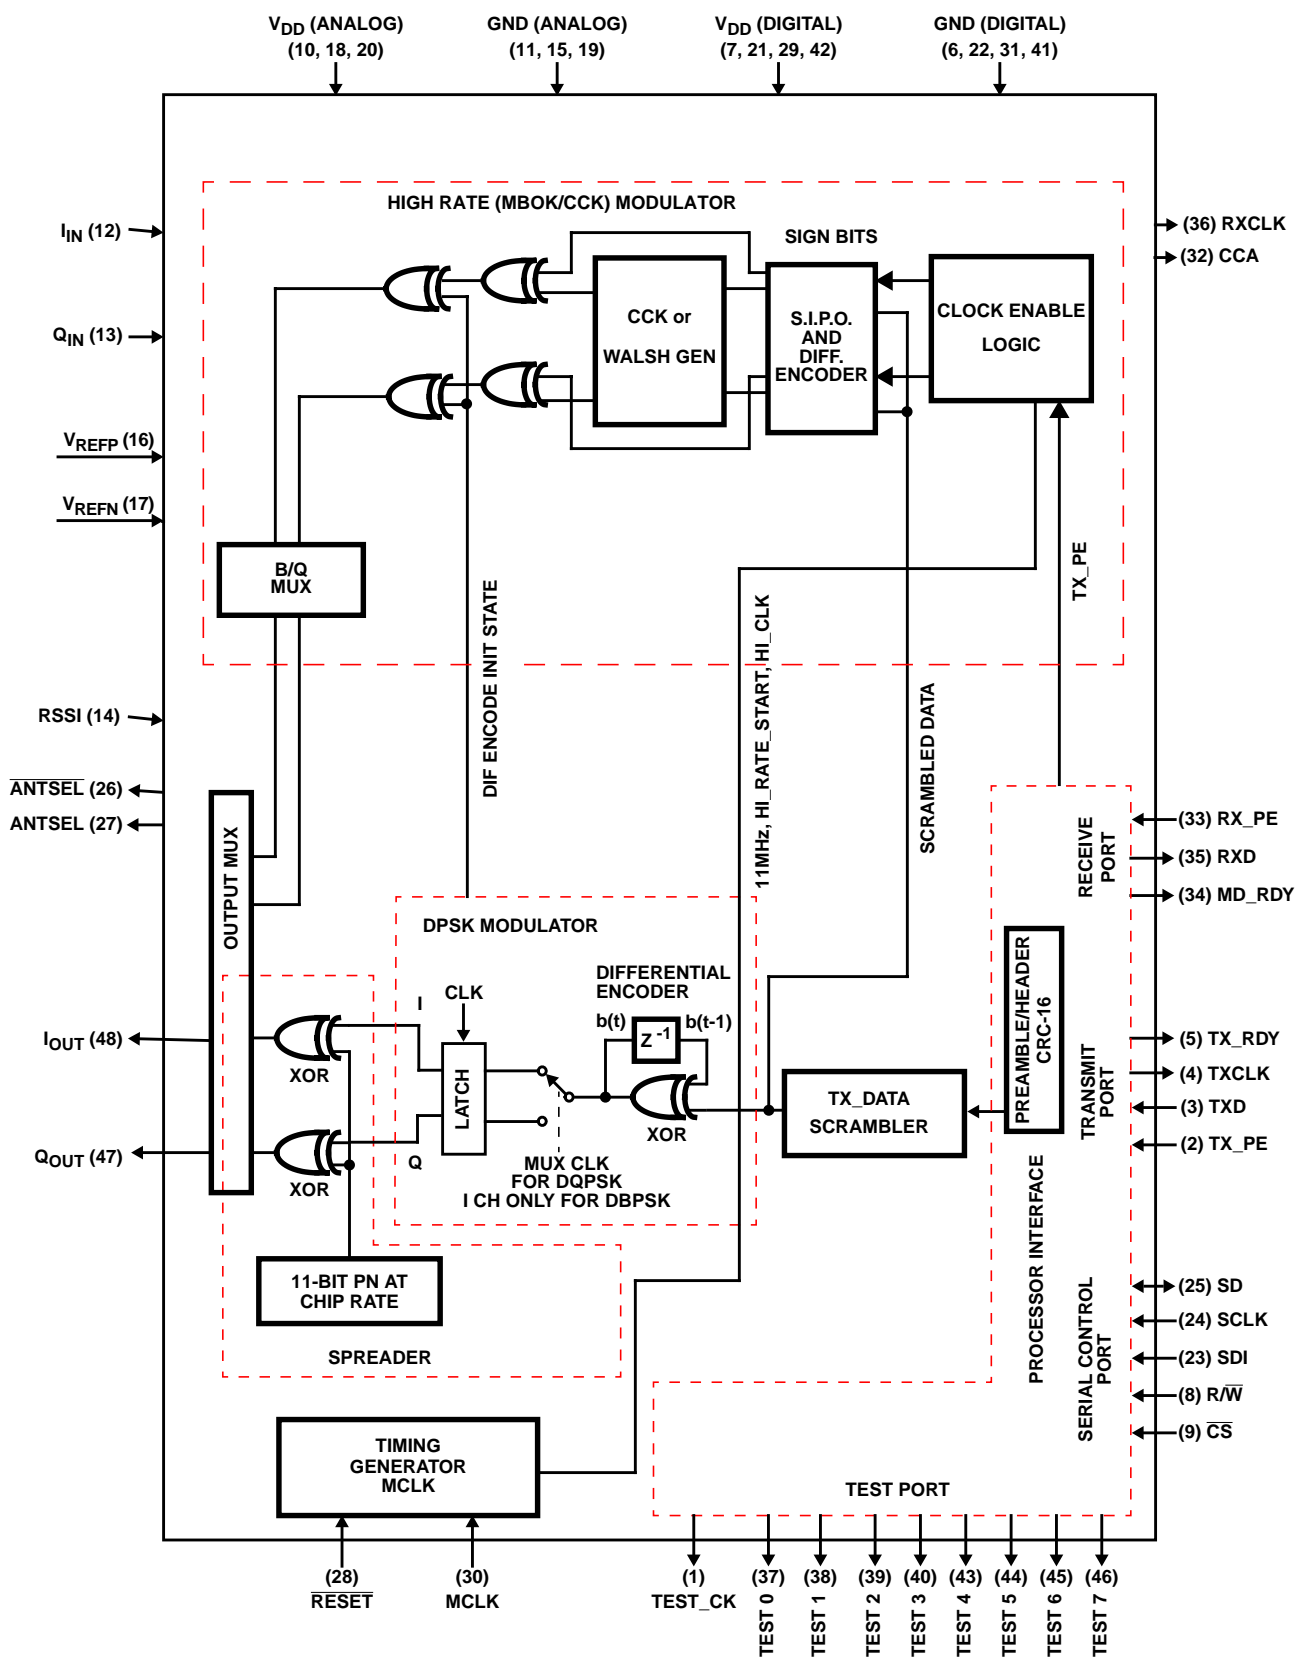 VDD (ANALOG)
(10, 18, 20)
GND (ANALOG)
(11, 15, 19)
VDD (DIGITAL)
(7, 21, 29, 42)
GND (DIGITAL)
(6, 22, 31, 41)
HIGH RATE (MBOK/CCK) MODULATOR
IIN (12)
QIN (13)
VREFP (16)
VREFN (17)
(36) RXCLK
(32) CCA
SIGN BITS
CCK or
WALSH GEN
S.I.P.O.
AND
DIFF.
ENCODER
CLOCK ENABLE
LOGIC
B/Q
MUX
DIF ENCODE INIT STATE
11MHz, HI_RATE_START, HI_CLK
SCRAMBLED DATA
TX_PE
RSSI (14)
A̅N̅T̅S̅E̅L̅ (26)
ANTSEL (27)
OUTPUT MUX
IOUT (48)
QOUT (47)
DPSK MODULATOR
DIFFERENTIAL
ENCODER
I
CLK
b(t)
Z -1
b(t-1)
LATCH
Q
XOR
XOR
XOR
MUX CLK
FOR DQPSK
I CH ONLY FOR DBPSK
TX_DATA
SCRAMBLER
PREAMBLE/HEADER
CRC-16
RECEIVE
PORT
TRANSMIT
PORT
PROCESSOR INTERFACE
SERIAL CONTROL
PORT
(33) RX_PE
(35) RXD
(34) MD_RDY
(5) TX_RDY
(4) TXCLK
(3) TXD
(2) TX_PE
(25) SD
(24) SCLK
(23) SDI
(8) R/W̅
(9) C̅S̅
11-BIT PN AT
CHIP RATE
SPREADER
TIMING
GENERATOR
MCLK
TEST PORT
(28)
R̅E̅S̅E̅T̅
(30)
MCLK
(1)
TEST_CK
(37)
TEST 0
(38)
TEST 1
(39)
TEST 2
(40)
TEST 3
(43)
TEST 4
(44)
TEST 5
(45)
TEST 6
(46)
TEST 7